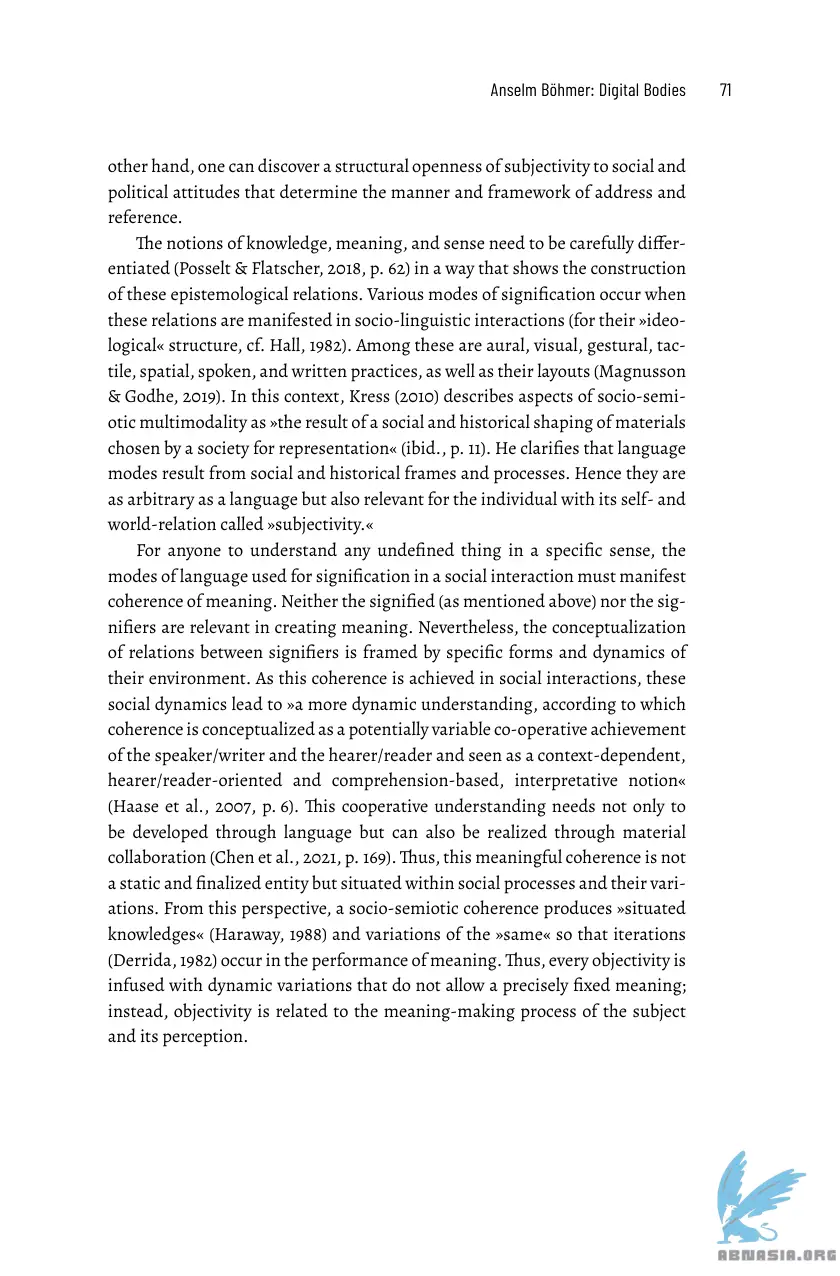 Anselm Böhmer: Digital Bodies 71
other hand, one can discover a structural openness of subjectivity to social and
political attitudes that determine the manner and framework of address and
reference.
The notions of knowledge, meaning, and sense need to be carefully differ-
entiated (Posselt & Flatscher, 2018, p. 62) in a way that shows the construction
of these epistemological relations. Various modes of signification occur when
these relations are manifested in socio-linguistic interactions (for their »ideo-
logical« structure, cf. Hall, 1982). Among these are aural, visual, gestural, tac-
tile, spatial, spoken, and written practices, as well as their layouts (Magnusson
& Godhe, 2019). In this context, Kress (2010) describes aspects of socio-semi-
otic multimodality as »the result of a social and historical shaping of materials
chosen by a society for representation« (ibid., p. 11). He clarifies that language
modes result from social and historical frames and processes. Hence they are
as arbitrary as a language but also relevant for the individual with its self- and
world-relation called »subjectivity.«
For anyone to understand any undefined thing in a specific sense, the
modes of language used for signification in a social interaction must manifest
coherence of meaning. Neither the signified (as mentioned above) nor the sig-
nifiers are relevant in creating meaning. Nevertheless, the conceptualization
of relations between signifiers is framed by specific forms and dynamics of
their environment. As this coherence is achieved in social interactions, these
social dynamics lead to »a more dynamic understanding, according to which
coherence is conceptualized as a potentially variable co-operative achievement
of the speaker/writer and the hearer/reader and seen as a context-dependent,
hearer/reader-oriented and comprehension-based, interpretative notion«
(Haase et al., 2007, p. 6). This cooperative understanding needs not only to
be developed through language but can also be realized through material
collaboration (Chen et al., 2021, p. 169). Thus, this meaningful coherence is not
a static and finalized entity but situated within social processes and their vari-
ations. From this perspective, a socio-semiotic coherence produces »situated
knowledges« (Haraway, 1988) and variations of the »same« so that iterations
(Derrida, 1982) occur in the performance of meaning. Thus, every objectivity is
infused with dynamic variations that do not allow a precisely fixed meaning;
instead, objectivity is related to the meaning-making process of the subject
and its perception.
ABNASIA.ORG